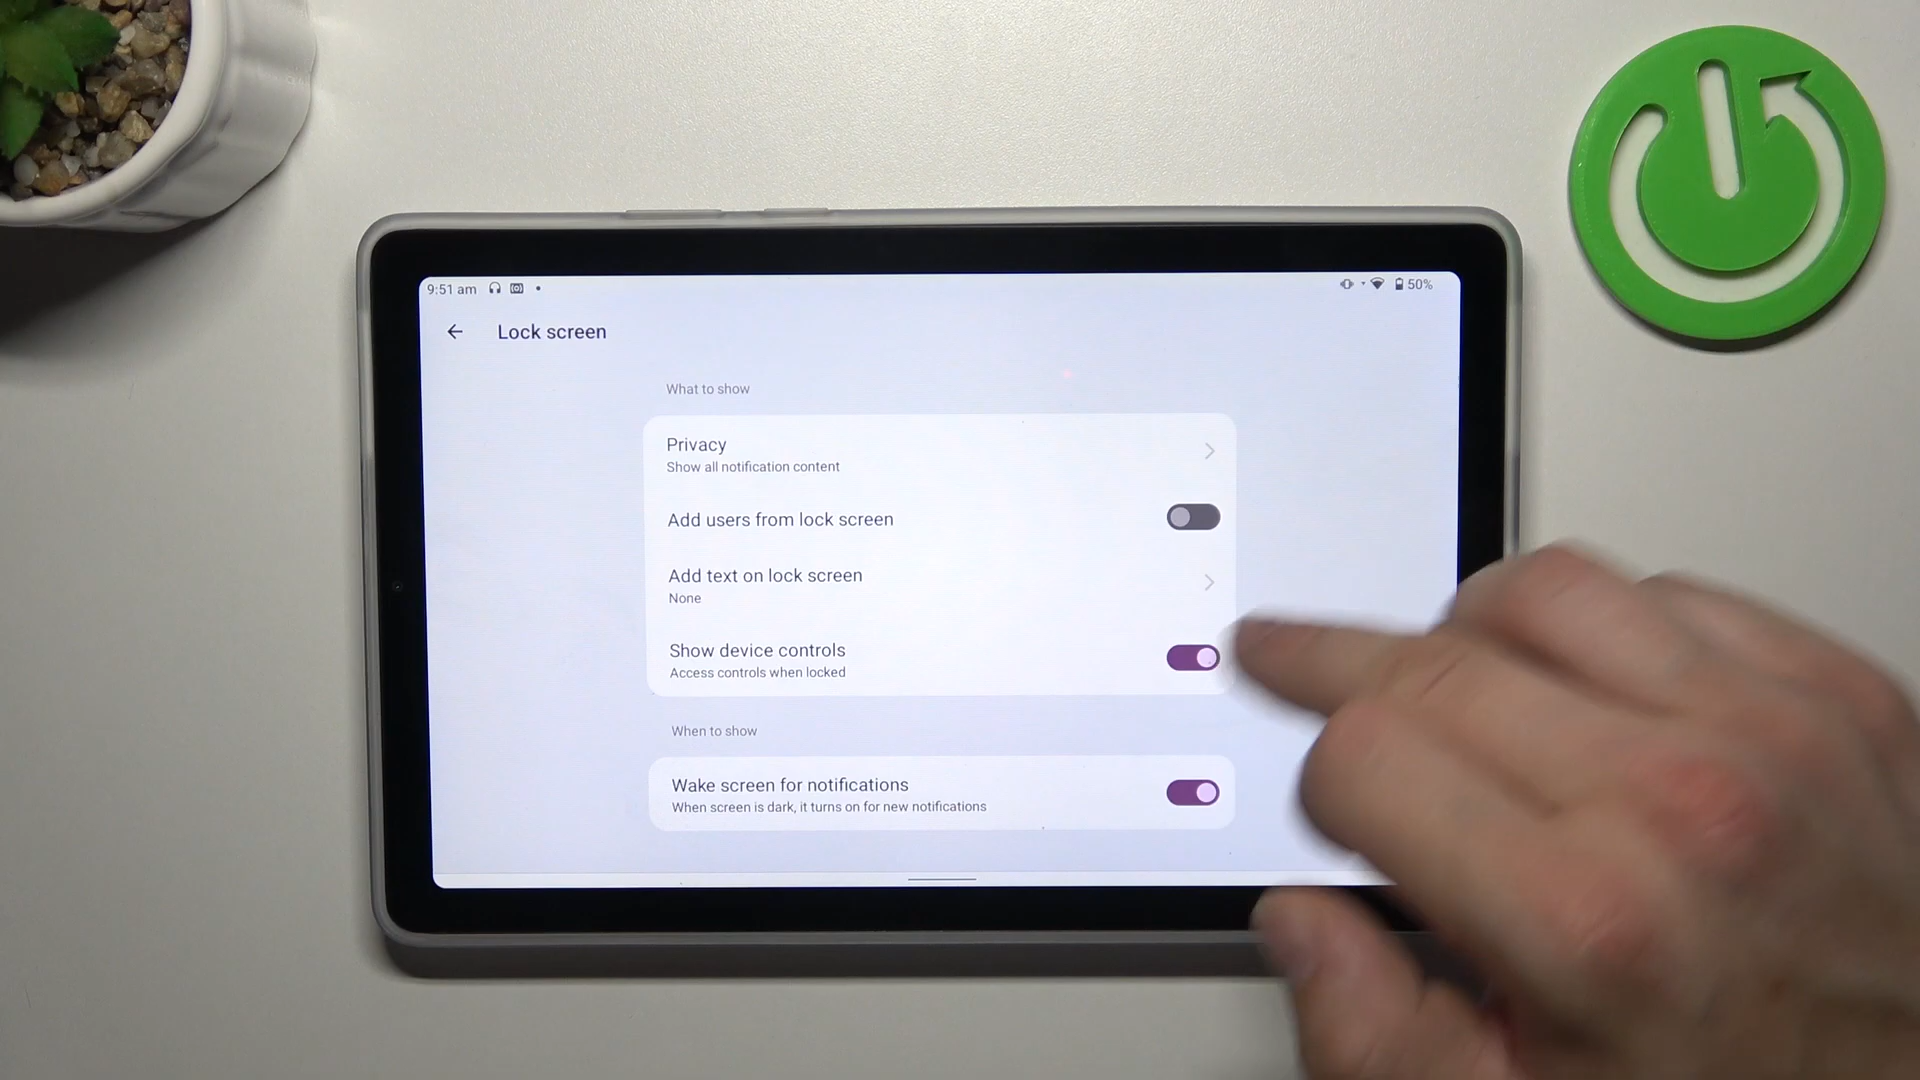 9:51 am
50%
Lock screen
What to show
Privacy
Show all notification content
Add users from lock screen
Add text on lock screen
None
Show device controls
Access controls when locked
When to show
Wake screen for notifications
When screen is dark, it turns on for new notifications